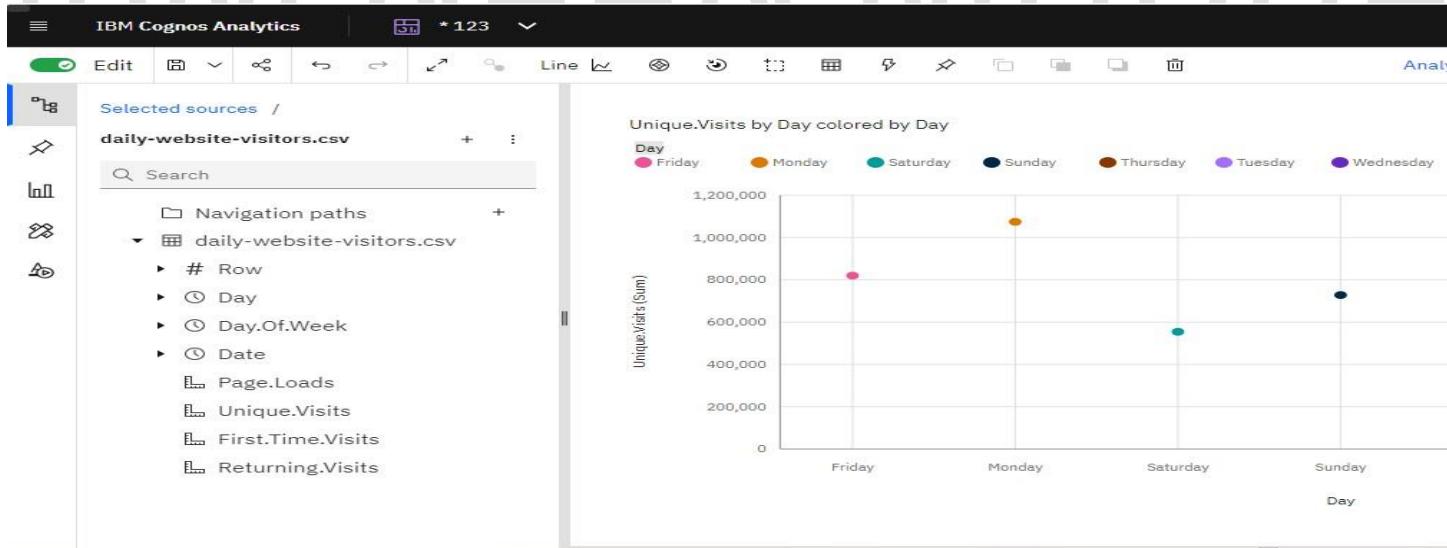 IBM Cognos Analytics * 123
Edit Line Analy
Selected sources /
daily-website-visitors.csv
Search
Navigation paths
daily-website-visitors.csv
# Row
Day
Day.Of.Week
Date
Page.Loads
Unique.Visits
First.Time.Visits
Returning.Visits
Unique.Visits by Day colored by Day
Day
Friday Monday Saturday Sunday Thursday Tuesday Wednesday
Unique.Visits (Sum)
1,200,000
1,000,000
800,000
600,000
400,000
200,000
0
Friday Monday Saturday Sunday
Day